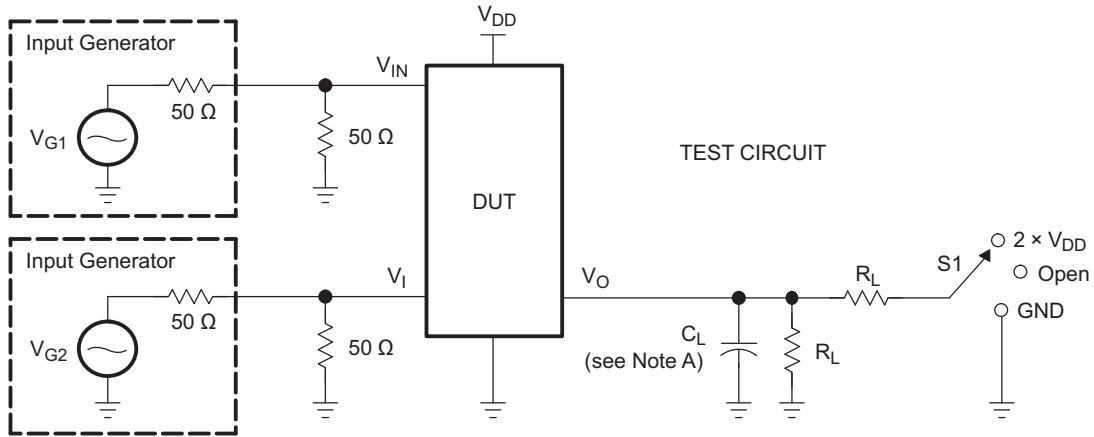 V_DD
Input Generator
V_IN
50 Ω
V_G1
50 Ω
TEST CIRCUIT
DUT
Input Generator
V_I
V_O
50 Ω
V_G2
50 Ω
C_L
(see Note A)
R_L
R_L
S1
2 × V_DD
Open
GND